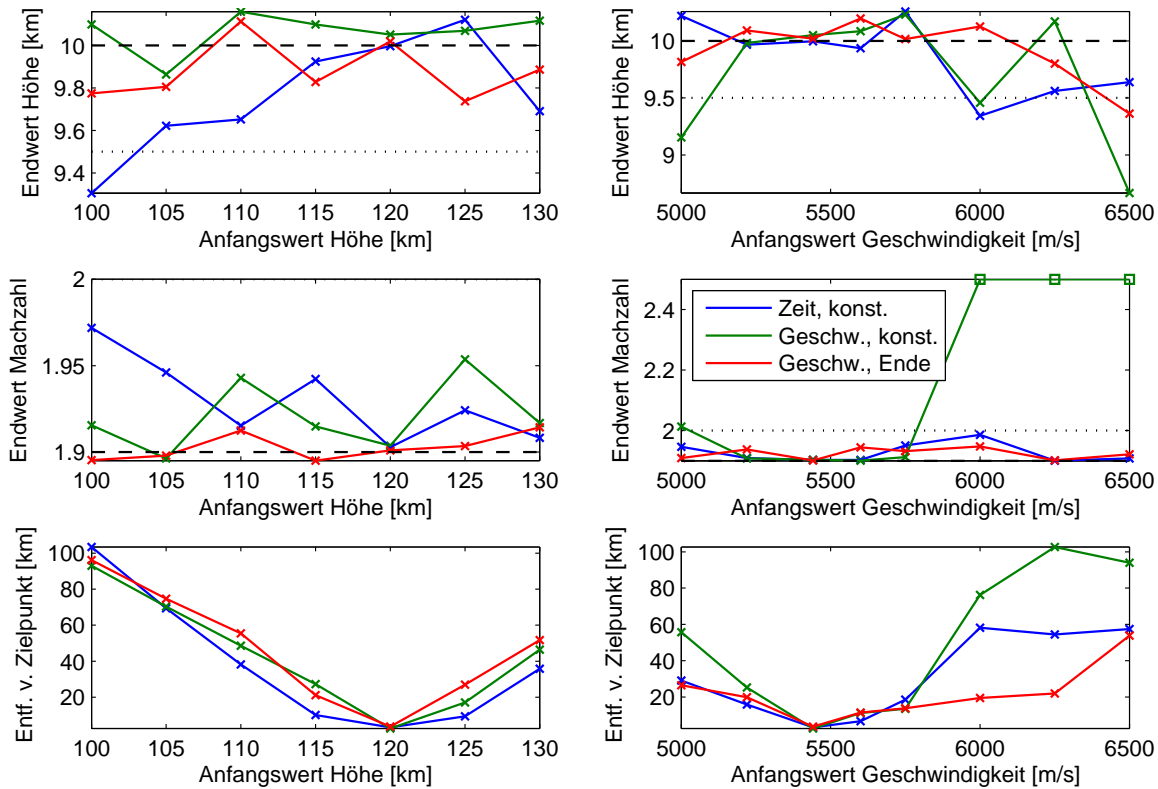 Endwert Höhe [km]
10
9.8
9.6
9.4
100 105 110 115 120 125 130
Anfangswert Höhe [km]
Endwert Höhe [km]
10
9.5
9
5000 5500 6000 6500
Anfangswert Geschwindigkeit [m/s]
Endwert Machzahl
2
1.95
1.9
100 105 110 115 120 125 130
Anfangswert Höhe [km]
Endwert Machzahl
2.4
2.2
2
Zeit, konst.
Geschw., konst.
Geschw., Ende
5000 5500 6000 6500
Anfangswert Geschwindigkeit [m/s]
Entf. v. Zielpunkt [km]
100
80
60
40
20
100 105 110 115 120 125 130
Anfangswert Höhe [km]
Entf. v. Zielpunkt [km]
100
80
60
40
20
5000 5500 6000 6500
Anfangswert Geschwindigkeit [m/s]